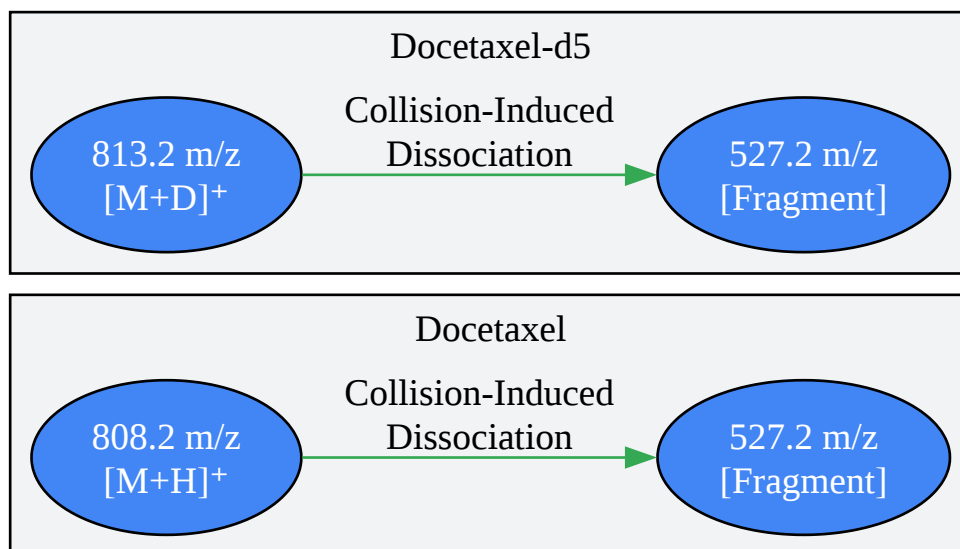 Docetaxel-d5
Collision-Induced
Dissociation
813.2 m/z
[M+D]⁺
527.2 m/z
[Fragment]
Docetaxel
Collision-Induced
Dissociation
808.2 m/z
[M+H]⁺
527.2 m/z
[Fragment]